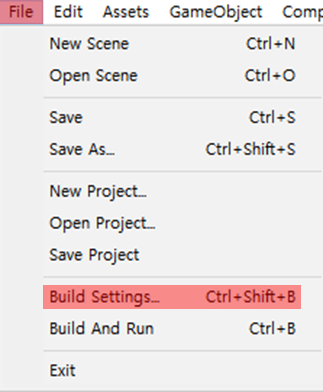 File Edit Assets GameObject Comp
New Scene Ctrl+N
Open Scene Ctrl+O
Save Ctrl+S
Save As... Ctrl+Shift+S
New Project...
Open Project...
Save Project
Build Settings... Ctrl+Shift+B
Build And Run Ctrl+B
Exit